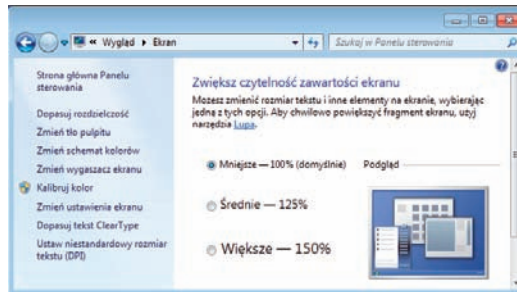 « Wygląd ▸ Ekran
Szukaj w Panelu sterowania
Strona główna Panelu
sterowania
Dopasuj rozdzielczość
Zmień tło pulpitu
Zmień schemat kolorów
Zmień wygaszacz ekranu
Kalibruj kolor
Zmień ustawienia ekranu
Dopasuj tekst ClearType
Ustaw niestandardowy rozmiar
tekstu (DPI)
Zwiększ czytelność zawartości ekranu
Możesz zmienić rozmiar tekstu i inne elementy na ekranie, wybierając
jedną z tych opcji. Aby chwilowo powiększyć fragment ekranu, użyj
narzędzia Lupa.
Mniejsze — 100% (domyślnie) Podgląd
Średnie — 125%
Większe — 150%